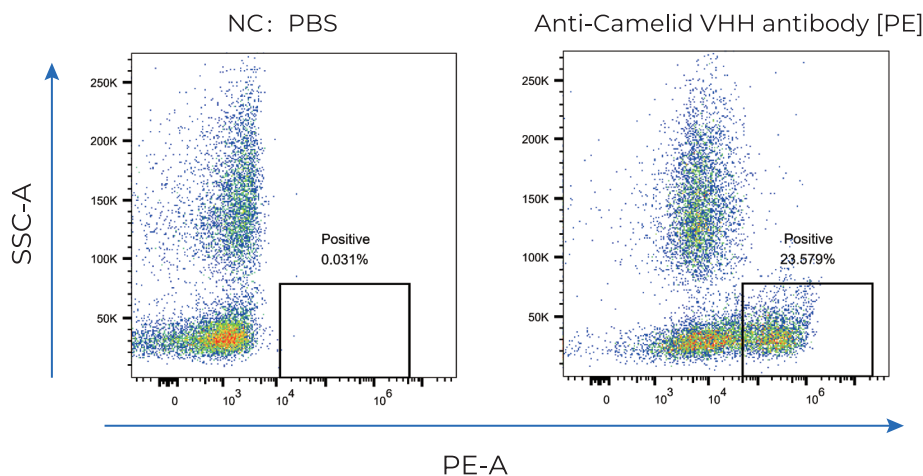 NC: PBS
Anti-Camelid VHH antibody [PE]
SSC-A
250K
200K
150K
100K
50K
Positive
0.031%
0
10³
10⁴
10⁶
250K
200K
150K
100K
50K
Positive
23.579%
0
10³
10⁴
10⁶
PE-A